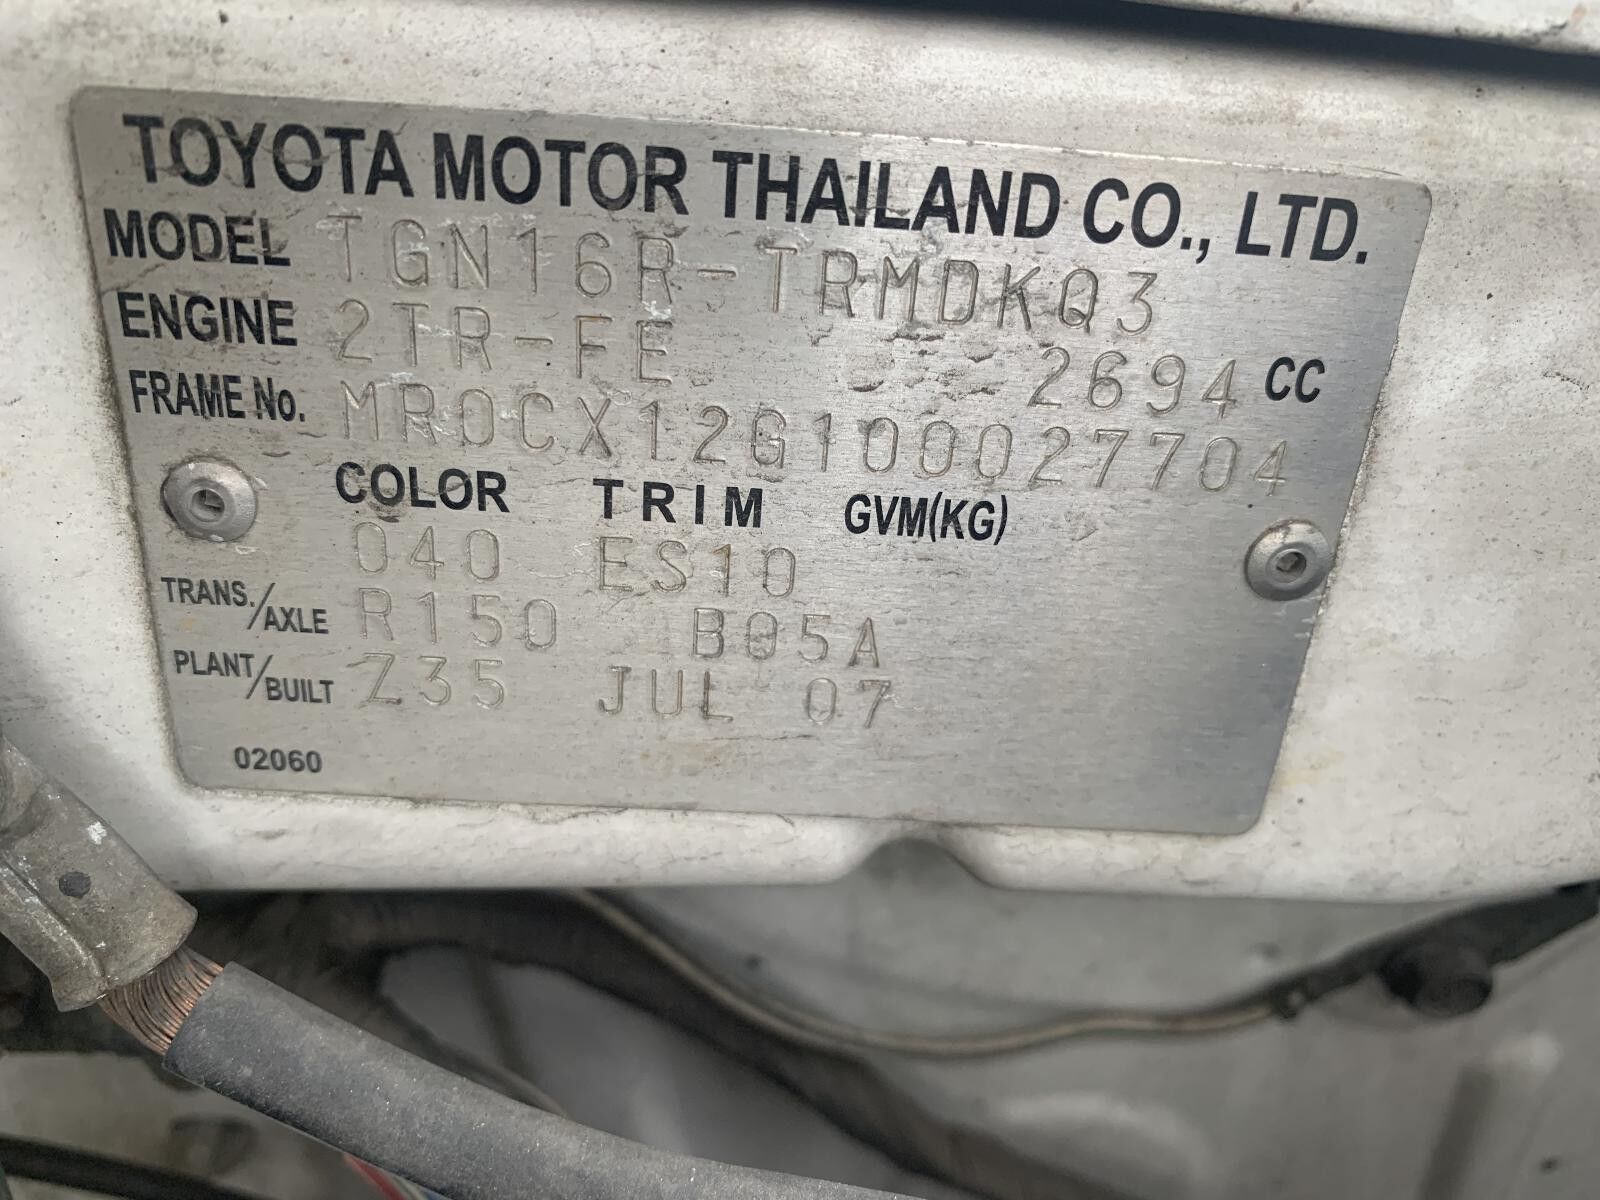 TOYOTA MOTOR THAILAND CO., LTD.
MODEL TGN16R-TRMDKQ3
ENGINE 2TR-FE 2694 CC
FRAME No. MR0CX12G100027704
COLOR TRIM GVM(KG)
040 ES10
TRANS./AXLE R150 B05A
PLANT/BUILT Z35 JUL 07
02060